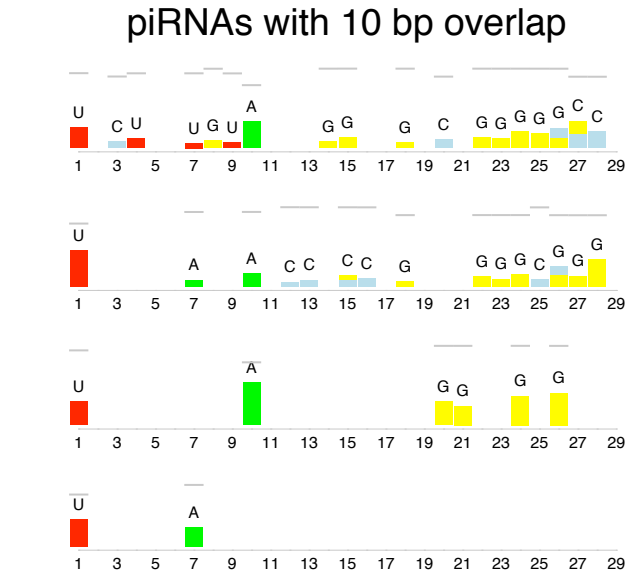 piRNAs with 10 bp overlap
U C U U G U A G G G C G G G G G C C
1 3 5 7 9 11 13 15 17 19 21 23 25 27 29
U A A C C C C G G G G C G G G
1 3 5 7 9 11 13 15 17 19 21 23 25 27 29
U A G G G G
1 3 5 7 9 11 13 15 17 19 21 23 25 27 29
U A
1 3 5 7 9 11 13 15 17 19 21 23 25 27 29